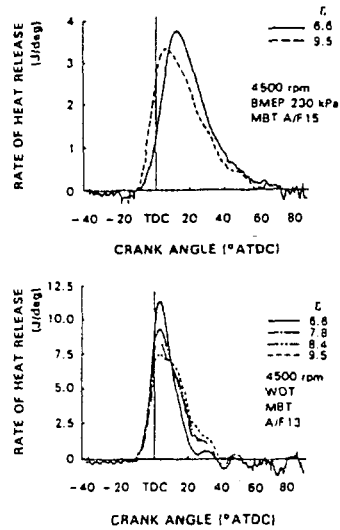 RATE OF HEAT RELEASE
(J/deg)
4
3
2
1
0
ε
6.6
9.5
4500 rpm
BMEP 230 kPa
MBT A/F15
-40 -20 TDC 20 40 60 80
CRANK ANGLE (°ATDC)
RATE OF HEAT RELEASE
(J/deg)
12.5
10.0
7.5
5.0
2.5
0
ε
6.6
7.8
8.4
9.5
4500 rpm
WOT
MBT
A/F13
-40 -20 TDC 20 40 60 80
CRANK ANGLE (°ATDC)